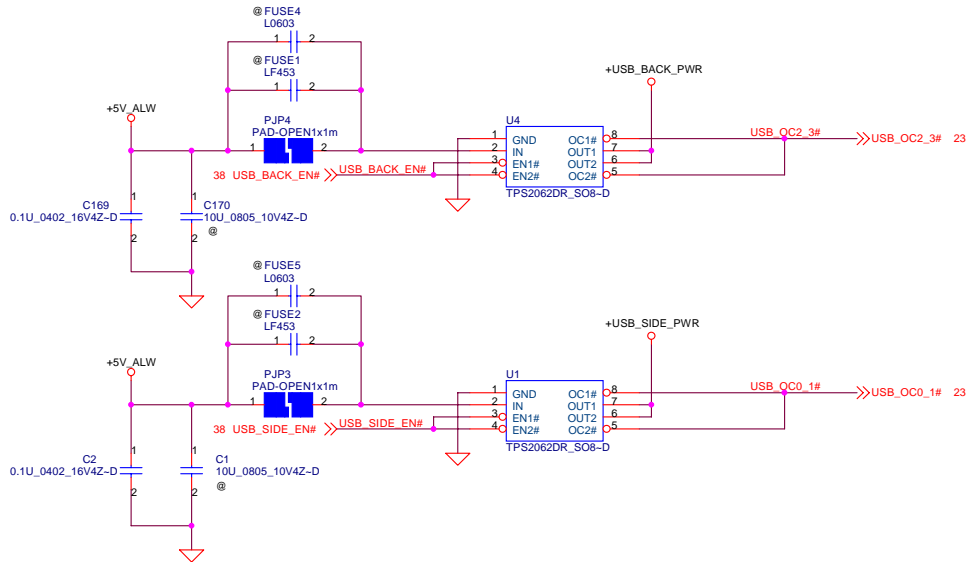 @ FUSE4
L0603
1 2
@ FUSE1
LF453
1 2
+5V_ALW
PJP4
PAD-OPEN1x1m
1 2
38 USB_BACK_EN# USB_BACK_EN#
+USB_BACK_PWR
U4
1 GND OC1# 8
2 IN OUT1 7
3 EN1# OUT2 6
4 EN2# OC2# 5
TPS2062DR_SO8~D
USB_OC2_3# USB_OC2_3# 23
C169
0.1U_0402_16V4Z~D
1
2
C170
10U_0805_10V4Z~D
@
1
2
@ FUSE5
L0603
1 2
@ FUSE2
LF453
1 2
+5V_ALW
PJP3
PAD-OPEN1x1m
1 2
38 USB_SIDE_EN# USB_SIDE_EN#
+USB_SIDE_PWR
U1
1 GND OC1# 8
2 IN OUT1 7
3 EN1# OUT2 6
4 EN2# OC2# 5
TPS2062DR_SO8~D
USB_OC0_1# USB_OC0_1# 23
C2
0.1U_0402_16V4Z~D
1
2
C1
10U_0805_10V4Z~D
@
1
2